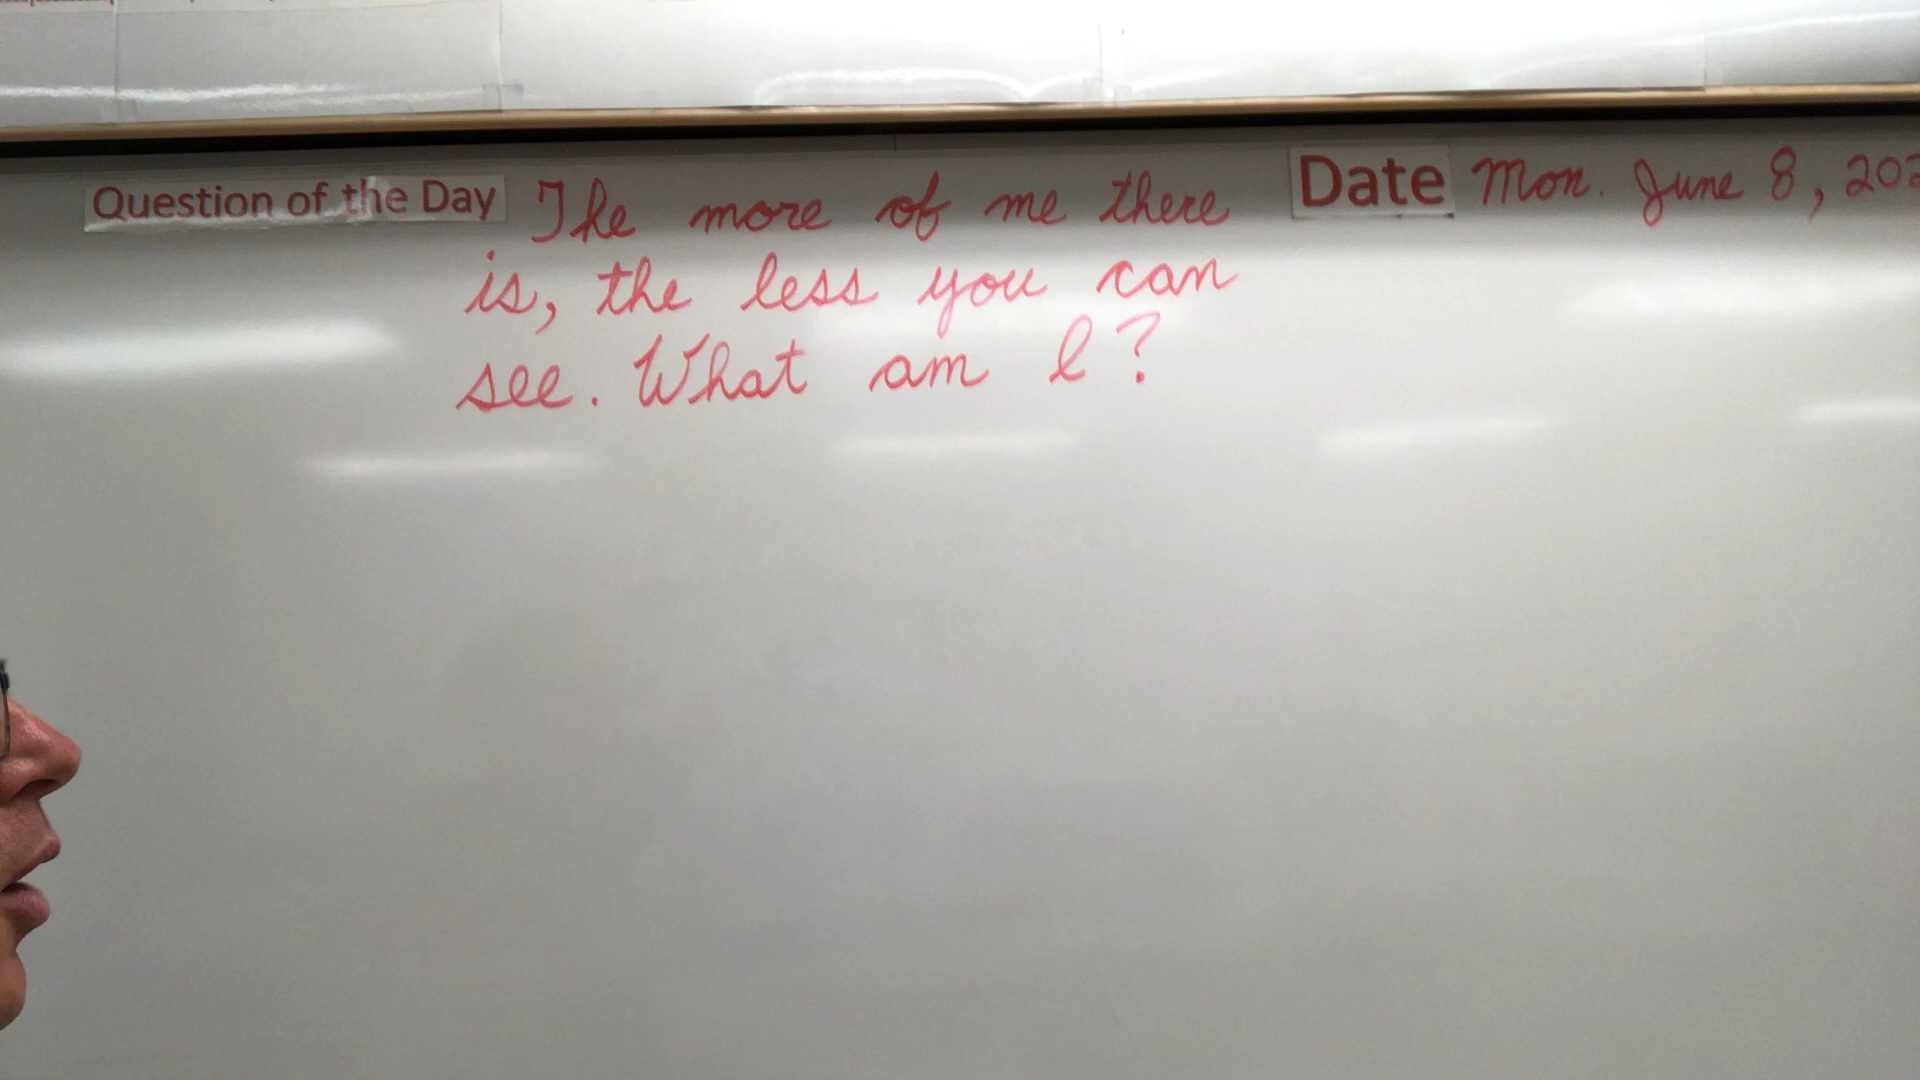 Question of the Day The more of me there
is, the less you can
see. What am I?
Date Mon. June 8, 202